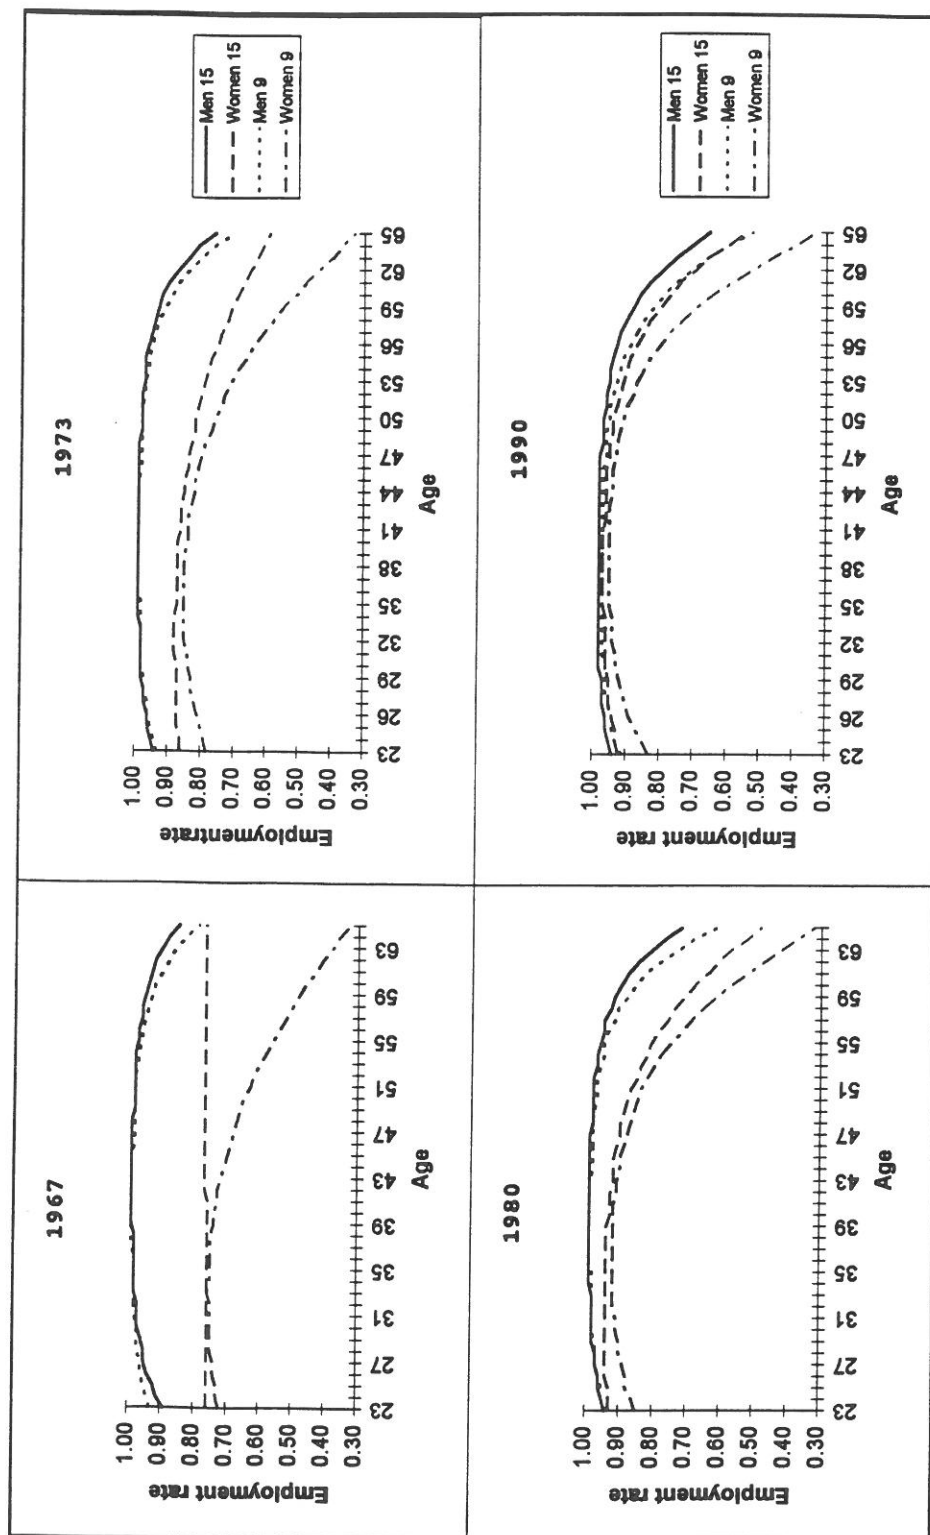 1967
Employment rate
1.00
0.90
0.80
0.70
0.60
0.50
0.40
0.30
23 27 31 35 39 43 47 51 55 59 63
Age
1973
Employmentrate
1.00
0.90
0.80
0.70
0.60
0.50
0.40
0.30
23 26 29 32 35 38 41 44 47 50 53 56 59 62 65
Age
Men 15
Women 15
Men 9
Women 9
1980
Employment rate
1.00
0.90
0.80
0.70
0.60
0.50
0.40
0.30
23 27 31 35 39 43 47 51 55 59 63
Age
1990
Employment rate
1.00
0.90
0.80
0.70
0.60
0.50
0.40
0.30
23 26 29 32 35 38 41 44 47 50 53 56 59 62 65
Age
Men 15
Women 15
Men 9
Women 9